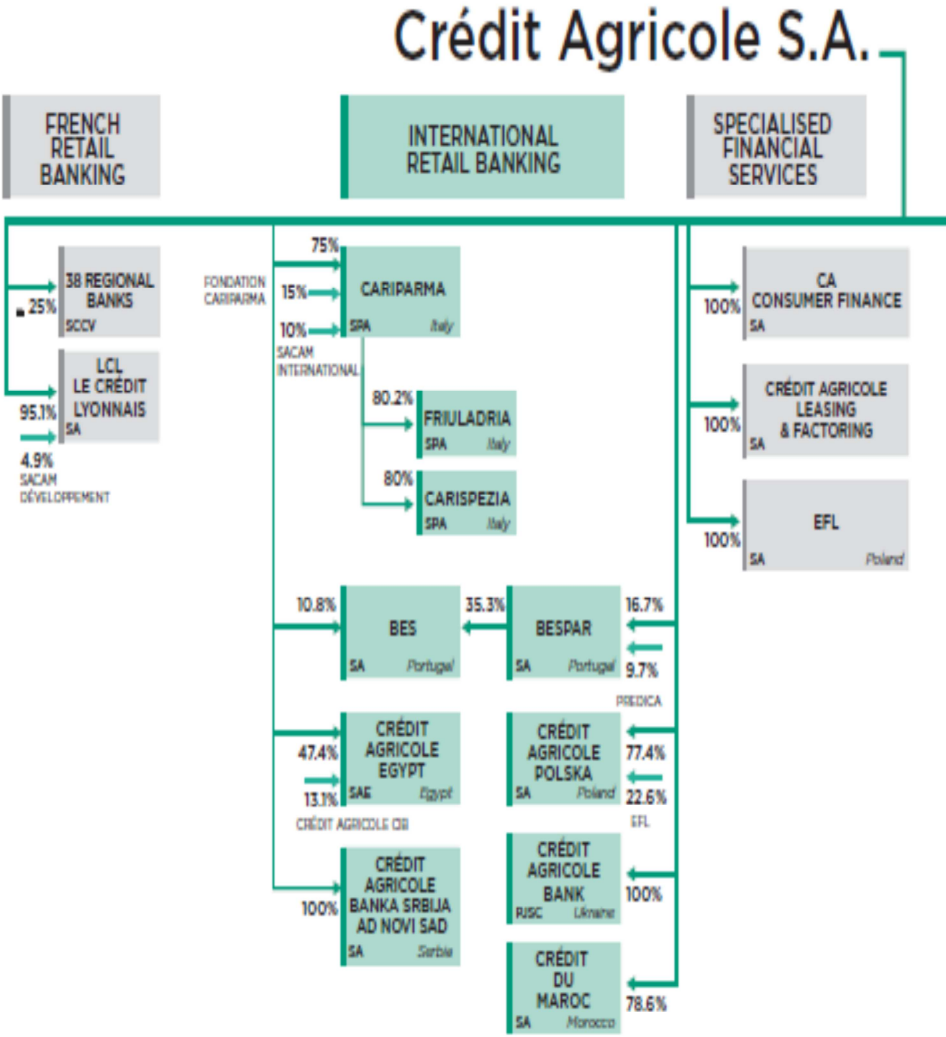 Crédit Agricole S.A.
FRENCH
RETAIL
BANKING
INTERNATIONAL
RETAIL BANKING
SPECIALISED
FINANCIAL
SERVICES
38 REGIONAL
BANKS
SCCV
25%
LCL
LE CRÉDIT
LYONNAIS
SA
95.1%
4.9%
SACAM
DÉVELOPPEMENT
75%
FONDATION
CARIPARMA
15%
10%
SACAM
INTERNATIONAL
CARIPARMA
SPA Italy
80.2%
FRIULADRIA
SPA Italy
80%
CARISPEZIA
SPA Italy
10.8%
BES
SA Portugal
35.3%
BESPAR
SA Portugal
16.7%
9.7%
PREDICA
47.4%
13.1%
CRÉDIT AGRICOLE CIB
CRÉDIT
AGRICOLE
EGYPT
SAE Egypt
CRÉDIT
AGRICOLE
POLSKA
SA Poland
77.4%
22.6%
EFL
100%
CRÉDIT
AGRICOLE
BANKA SRBIJA
AD NOVI SAD
SA Serbie
CRÉDIT
AGRICOLE
BANK
PJSC Ukraine
100%
CRÉDIT
DU
MAROC
SA Morocco
78.6%
100%
CA
CONSUMER FINANCE
SA
100%
CRÉDIT AGRICOLE
LEASING
& FACTORING
SA
100%
EFL
SA Poland